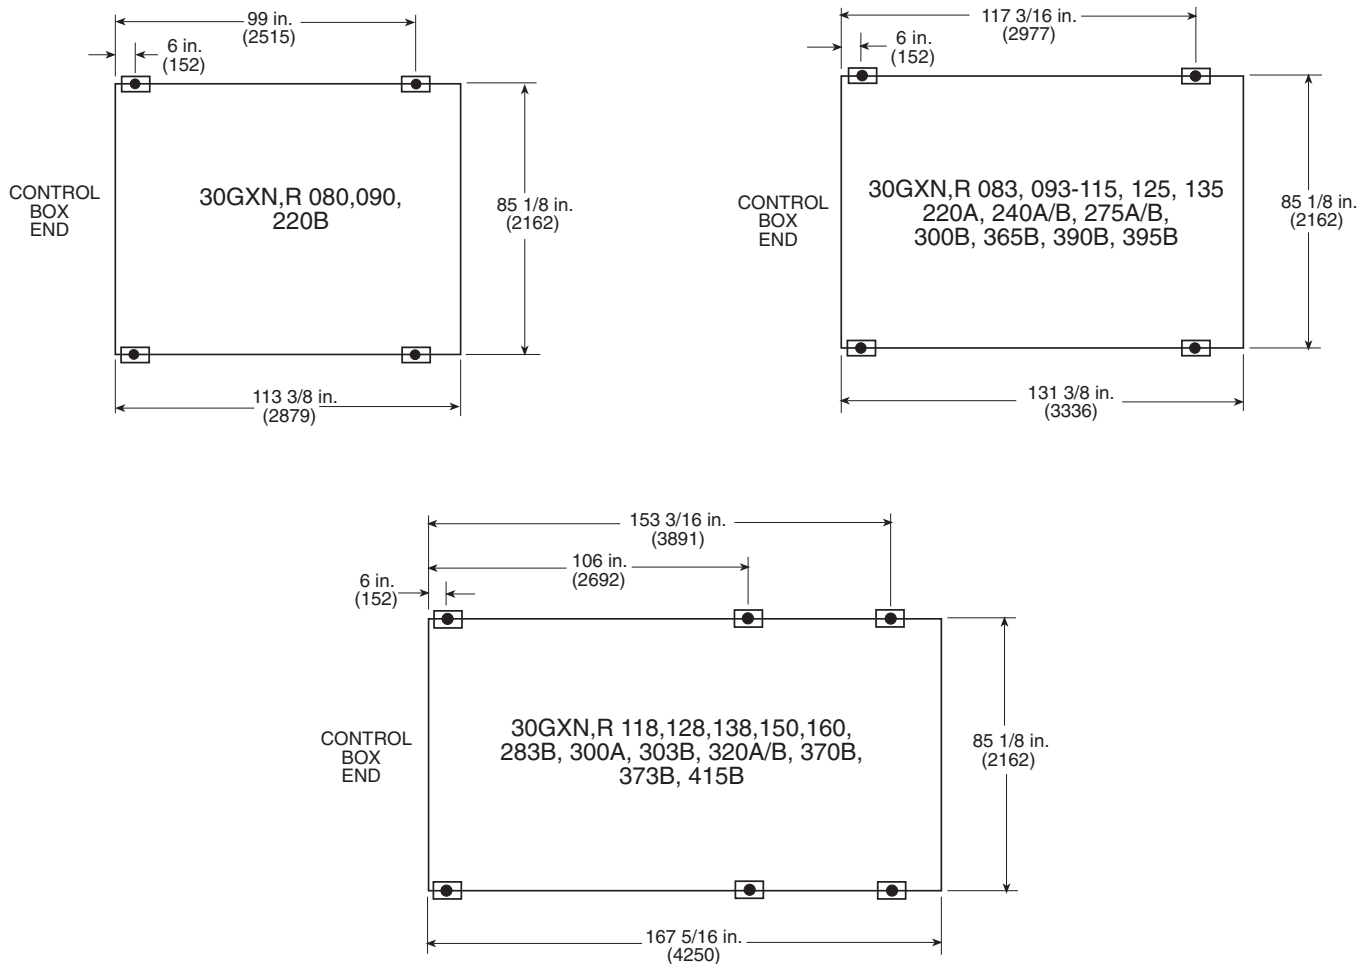 99 in.
(2515)
6 in.
(152)
CONTROL
BOX
END
30GXN,R 080,090,
220B
85 1/8 in.
(2162)
113 3/8 in.
(2879)
117 3/16 in.
(2977)
6 in.
(152)
CONTROL
BOX
END
30GXN,R 083, 093-115, 125, 135
220A, 240A/B, 275A/B,
300B, 365B, 390B, 395B
85 1/8 in.
(2162)
131 3/8 in.
(3336)
153 3/16 in.
(3891)
106 in.
(2692)
6 in.
(152)
CONTROL
BOX
END
30GXN,R 118,128,138,150,160,
283B, 300A, 303B, 320A/B, 370B,
373B, 415B
85 1/8 in.
(2162)
167 5/16 in.
(4250)